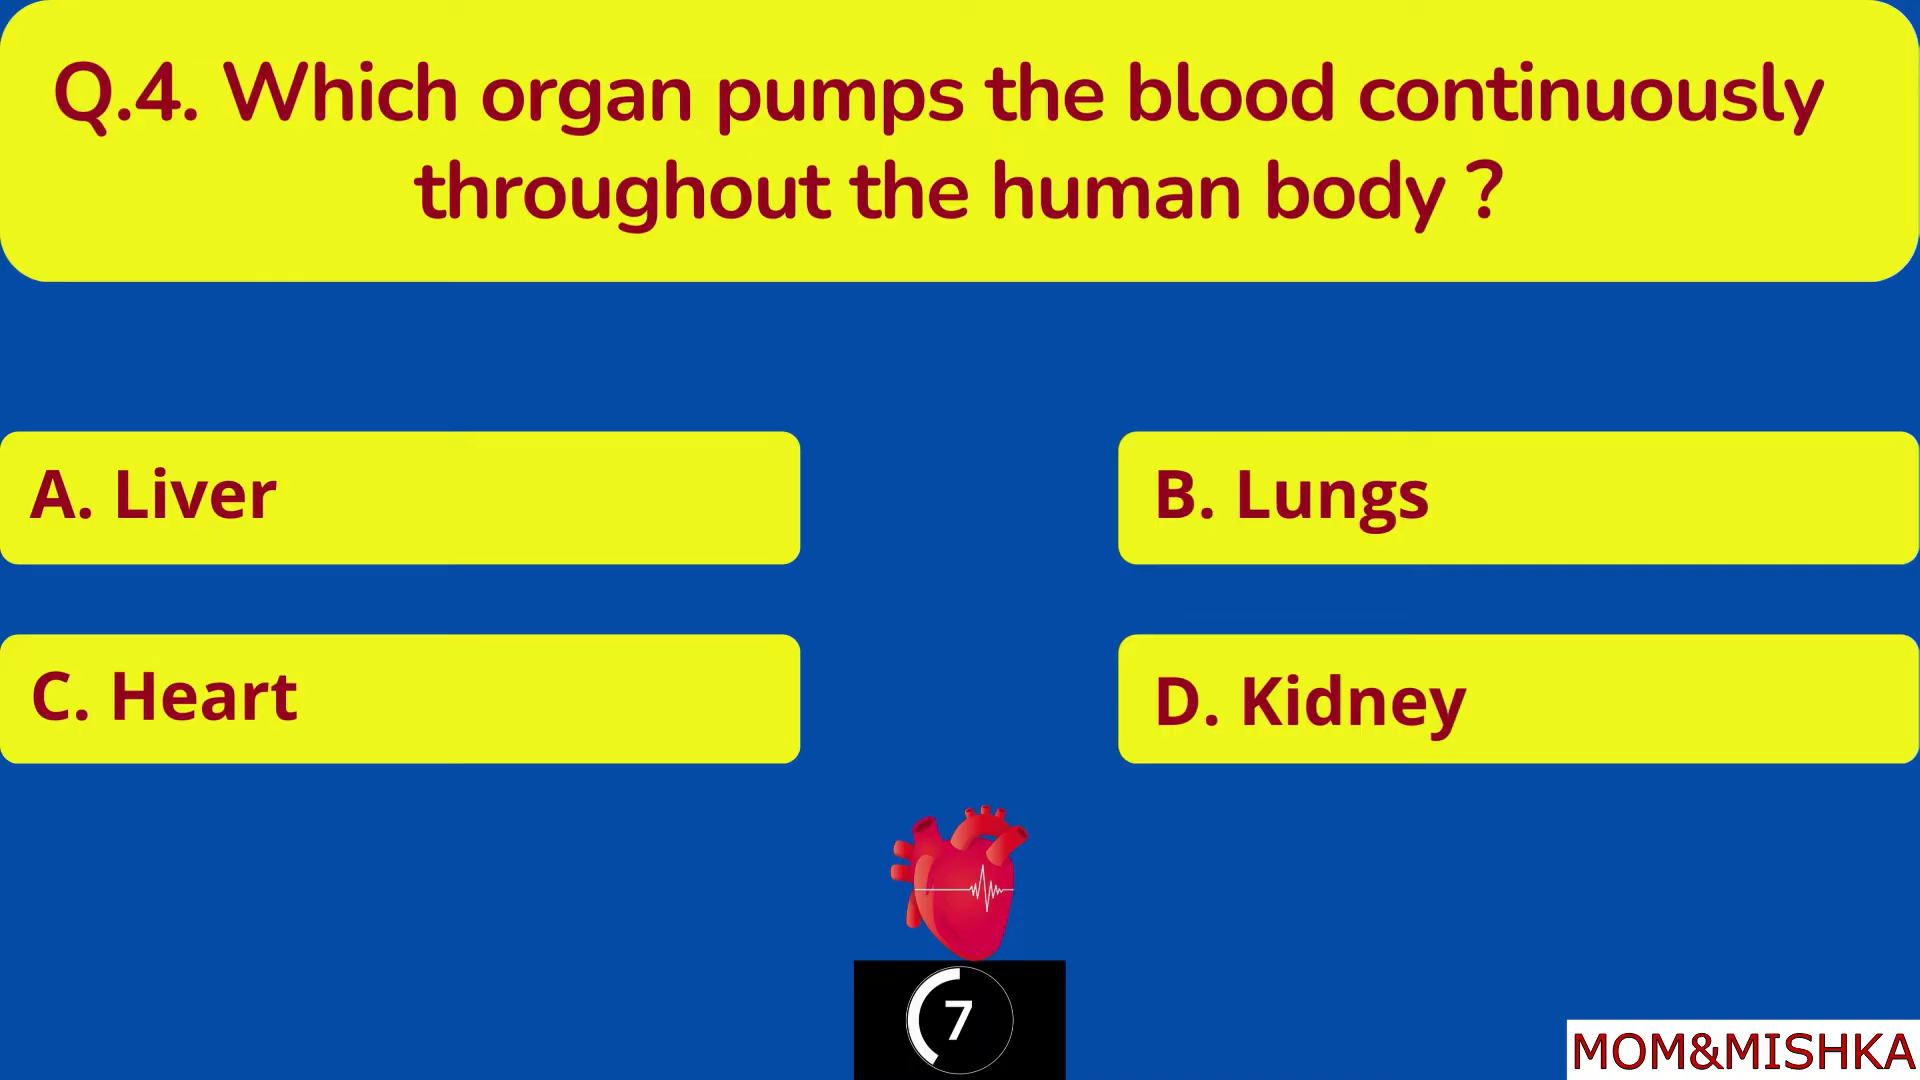 Q.4. Which organ pumps the blood continuously
throughout the human body ?
A. Liver
B. Lungs
C. Heart
D. Kidney
7
MOM&MISHKA